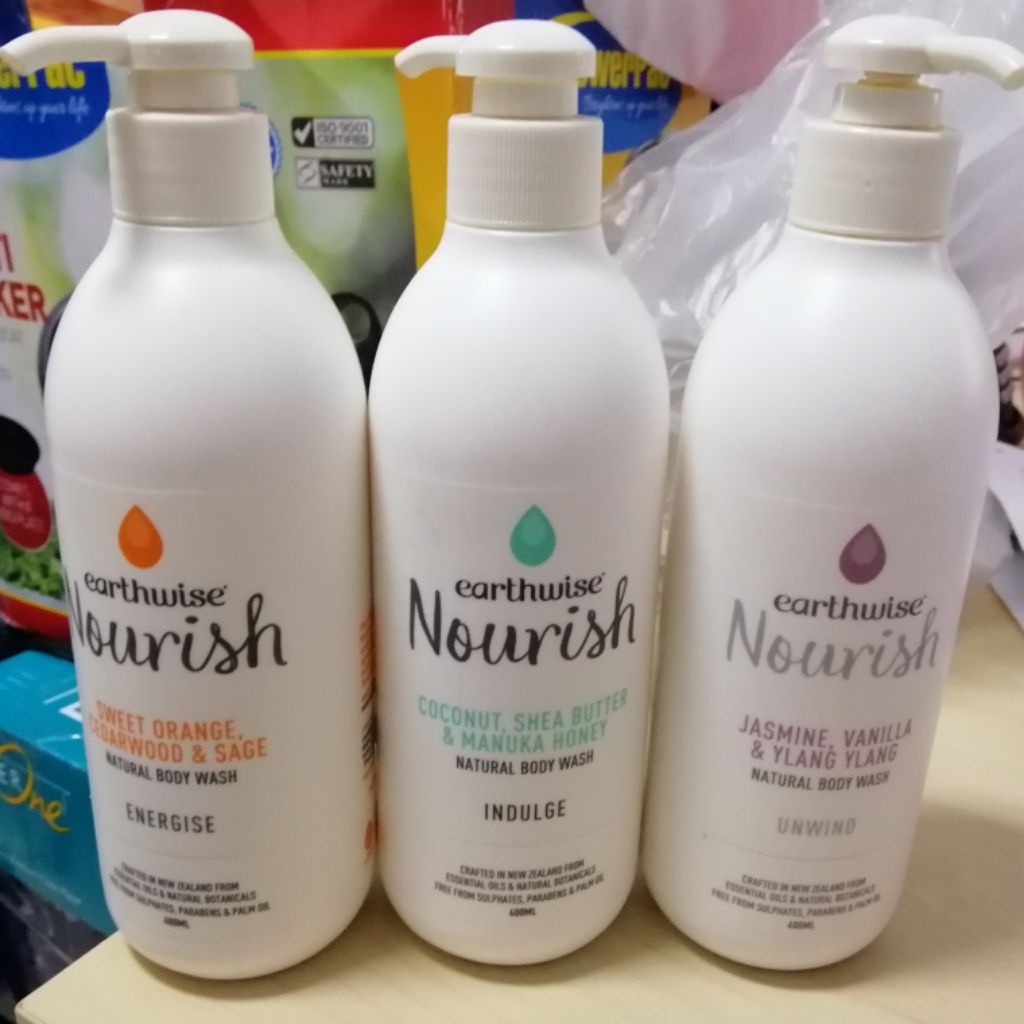 ISO 9001
CERTIFIED
SAFETY
MARK
earthwise
Nourish
SWEET ORANGE,
CEDARWOOD & SAGE
NATURAL BODY WASH
ENERGISE
CRAFTED IN NEW ZEALAND FROM
ESSENTIAL OILS & NATURAL BOTANICALS
FREE FROM SULPHATES, PARABENS & PALM OIL
400ML
earthwise
Nourish
COCONUT, SHEA BUTTER
& MANUKA HONEY
NATURAL BODY WASH
INDULGE
CRAFTED IN NEW ZEALAND FROM
ESSENTIAL OILS & NATURAL BOTANICALS
FREE FROM SULPHATES, PARABENS & PALM OIL
400ML
earthwise
Nourish
JASMINE, VANILLA
& YLANG YLANG
NATURAL BODY WASH
UNWIND
CRAFTED IN NEW ZEALAND FROM
ESSENTIAL OILS & NATURAL BOTANICALS
FREE FROM SULPHATES, PARABENS & PALM OIL
400ML
One